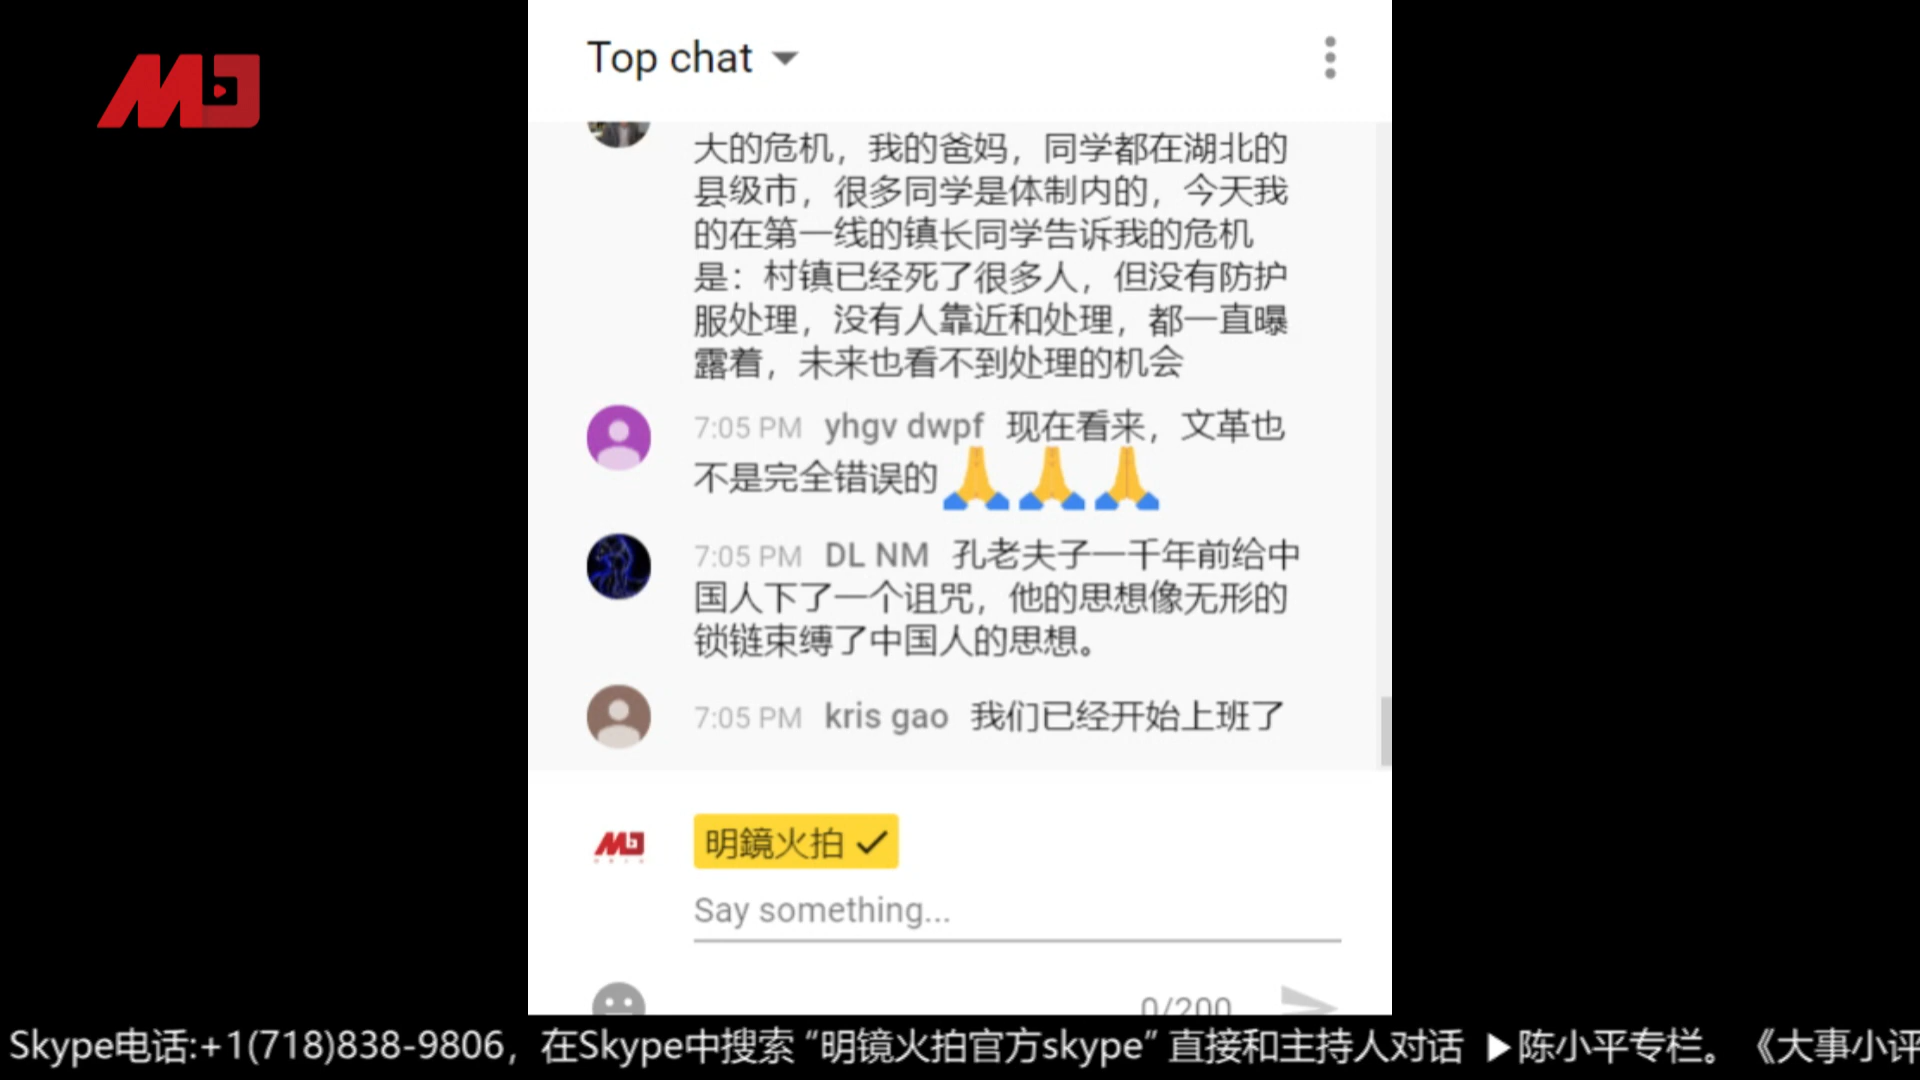 MD
Top chat
大的危机，我的爸妈，同学都在湖北的
县级市，很多同学是体制内的，今天我
的在第一线的镇长同学告诉我的危机
是：村镇已经死了很多人，但没有防护
服处理，没有人靠近和处理，都一直曝
露着，未来也看不到处理的机会
7:05 PM yhgv dwpf 现在看来，文革也
不是完全错误的🙏🙏🙏
7:05 PM DL NM 孔老夫子一千年前给中
国人下了一个诅咒，他的思想像无形的
锁链束缚了中国人的思想。
7:05 PM kris gao 我们已经开始上班了
MD
明鏡火拍
Say something...
0/200
Skype电话:+1(718)838-9806，在Skype中搜索 “明镜火拍官方skype” 直接和主持人对话 ▶陈小平专栏。《大事小评